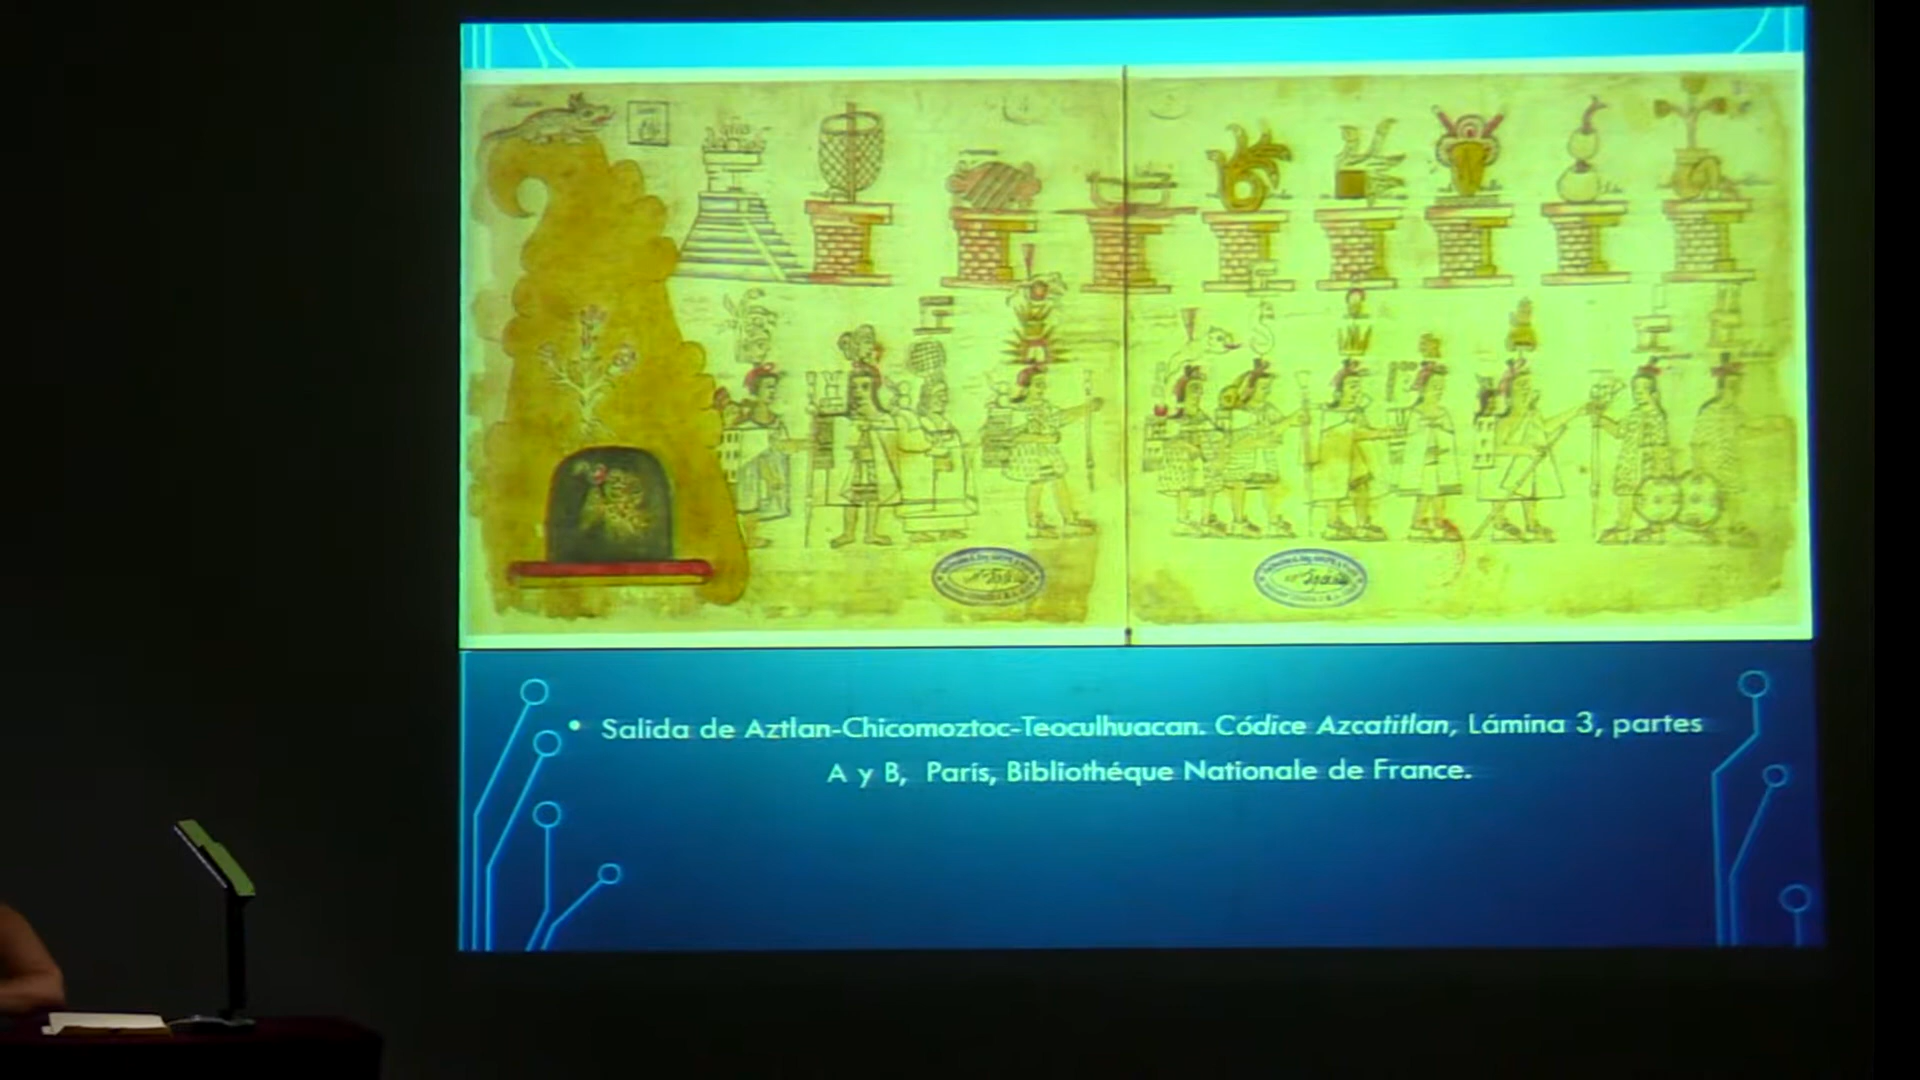 • Salida de Aztlan-Chicomoztoc-Teoculhuacan. Códice Azcatitlan, Lámina 3, partes
A y B, París, Bibliothéque Nationale de France.